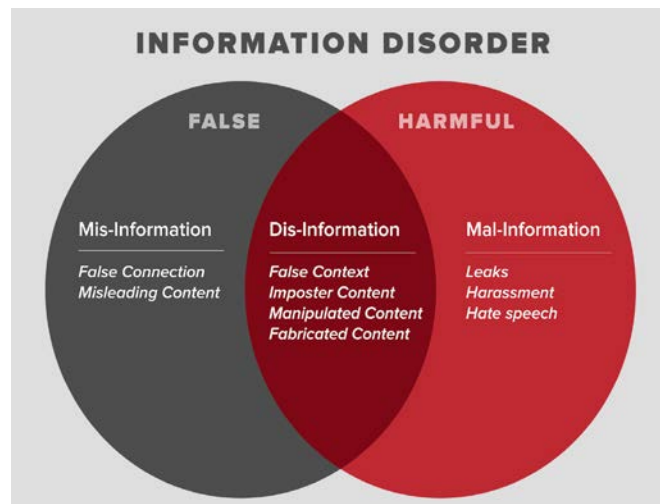 INFORMATION DISORDER
FALSE
HARMFUL
Mis-Information
False Connection
Misleading Content
Dis-Information
False Context
Imposter Content
Manipulated Content
Fabricated Content
Mal-Information
Leaks
Harassment
Hate speech